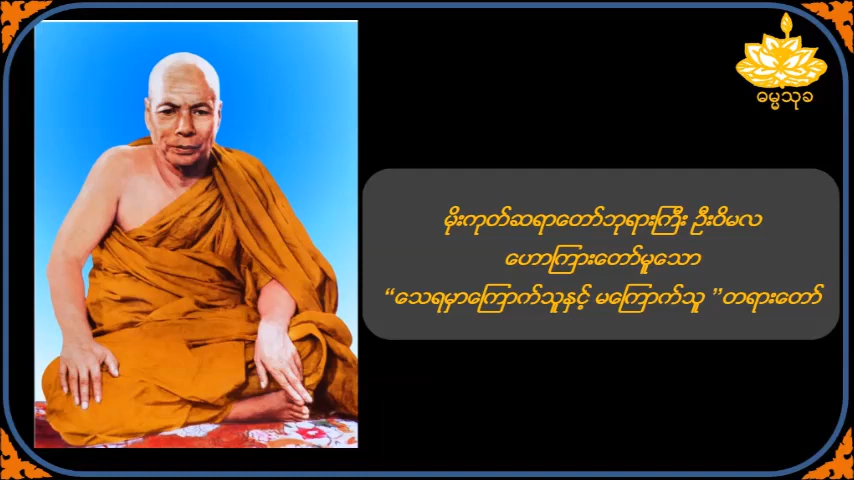 ဓမ္မသုခ
မိုးကုတ်ဆရာတော်ဘုရားကြီး ဦးဝိမလ
ဟောကြားတော်မူသော
“သေရမှာကြောက်သူနှင့် မကြောက်သူ ”တရားတော်